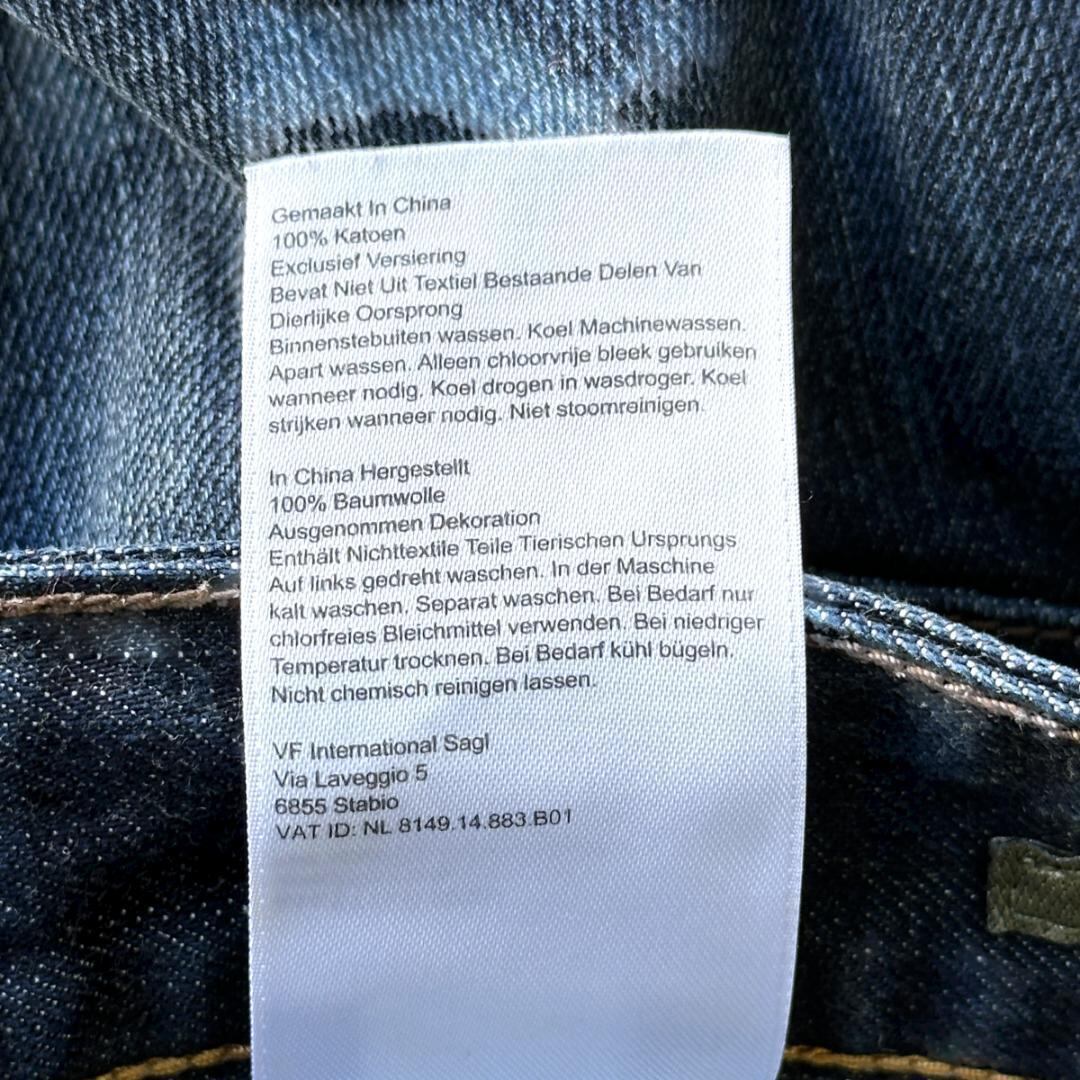 Gemaakt In China
100% Katoen
Exclusief Versiering
Bevat Niet Uit Textiel Bestaande Delen Van
Dierlijke Oorsprong
Binnenstebuiten wassen. Koel Machinewassen.
Apart wassen. Alleen chloorvrije bleek gebruiken
wanneer nodig. Koel drogen in wasdroger. Koel
strijken wanneer nodig. Niet stoomreinigen.
In China Hergestellt
100% Baumwolle
Ausgenommen Dekoration
Enthält Nichttextile Teile Tierischen Ursprungs
Auf links gedreht waschen. In der Maschine
kalt waschen. Separat waschen. Bei Bedarf nur
chlorfreies Bleichmittel verwenden. Bei niedriger
Temperatur trocknen. Bei Bedarf kühl bügeln.
Nicht chemisch reinigen lassen.
VF International Sagl
Via Laveggio 5
6855 Stabio
VAT ID: NL 8149.14.883.B01